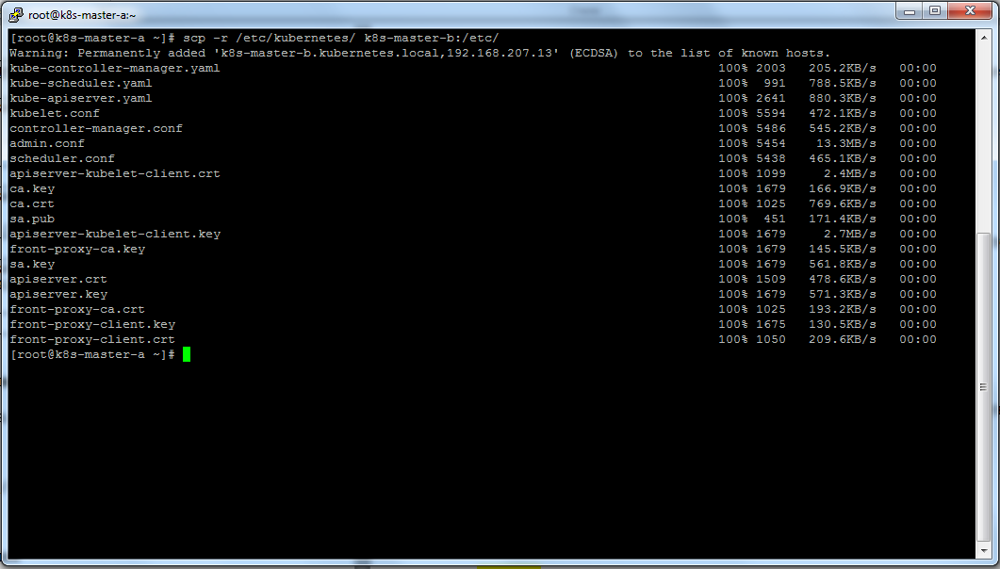 root@k8s-master-a:~
[root@k8s-master-a ~]# scp -r /etc/kubernetes/ k8s-master-b:/etc/
Warning: Permanently added 'k8s-master-b.kubernetes.local,192.168.207.13' (ECDSA) to the list of known hosts.
kube-controller-manager.yaml 100% 2003 205.2KB/s 00:00
kube-scheduler.yaml 100% 991 788.5KB/s 00:00
kube-apiserver.yaml 100% 2641 880.3KB/s 00:00
kubelet.conf 100% 5594 472.1KB/s 00:00
controller-manager.conf 100% 5486 545.2KB/s 00:00
admin.conf 100% 5454 13.3MB/s 00:00
scheduler.conf 100% 5438 465.1KB/s 00:00
apiserver-kubelet-client.crt 100% 1099 2.4MB/s 00:00
ca.key 100% 1679 166.9KB/s 00:00
ca.crt 100% 1025 769.6KB/s 00:00
sa.pub 100% 451 171.4KB/s 00:00
apiserver-kubelet-client.key 100% 1679 2.7MB/s 00:00
front-proxy-ca.key 100% 1679 145.5KB/s 00:00
sa.key 100% 1679 561.8KB/s 00:00
apiserver.crt 100% 1509 478.6KB/s 00:00
apiserver.key 100% 1679 571.3KB/s 00:00
front-proxy-ca.crt 100% 1025 193.2KB/s 00:00
front-proxy-client.key 100% 1675 130.5KB/s 00:00
front-proxy-client.crt 100% 1050 209.6KB/s 00:00
[root@k8s-master-a ~]#